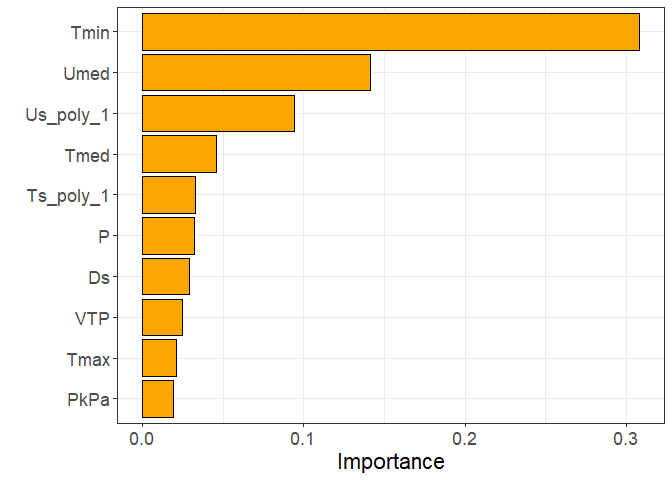 Tmin
Umed
Us_poly_1
Tmed
Ts_poly_1
P
Ds
VTP
Tmax
PkPa
0.0 0.1 0.2 0.3
Importance